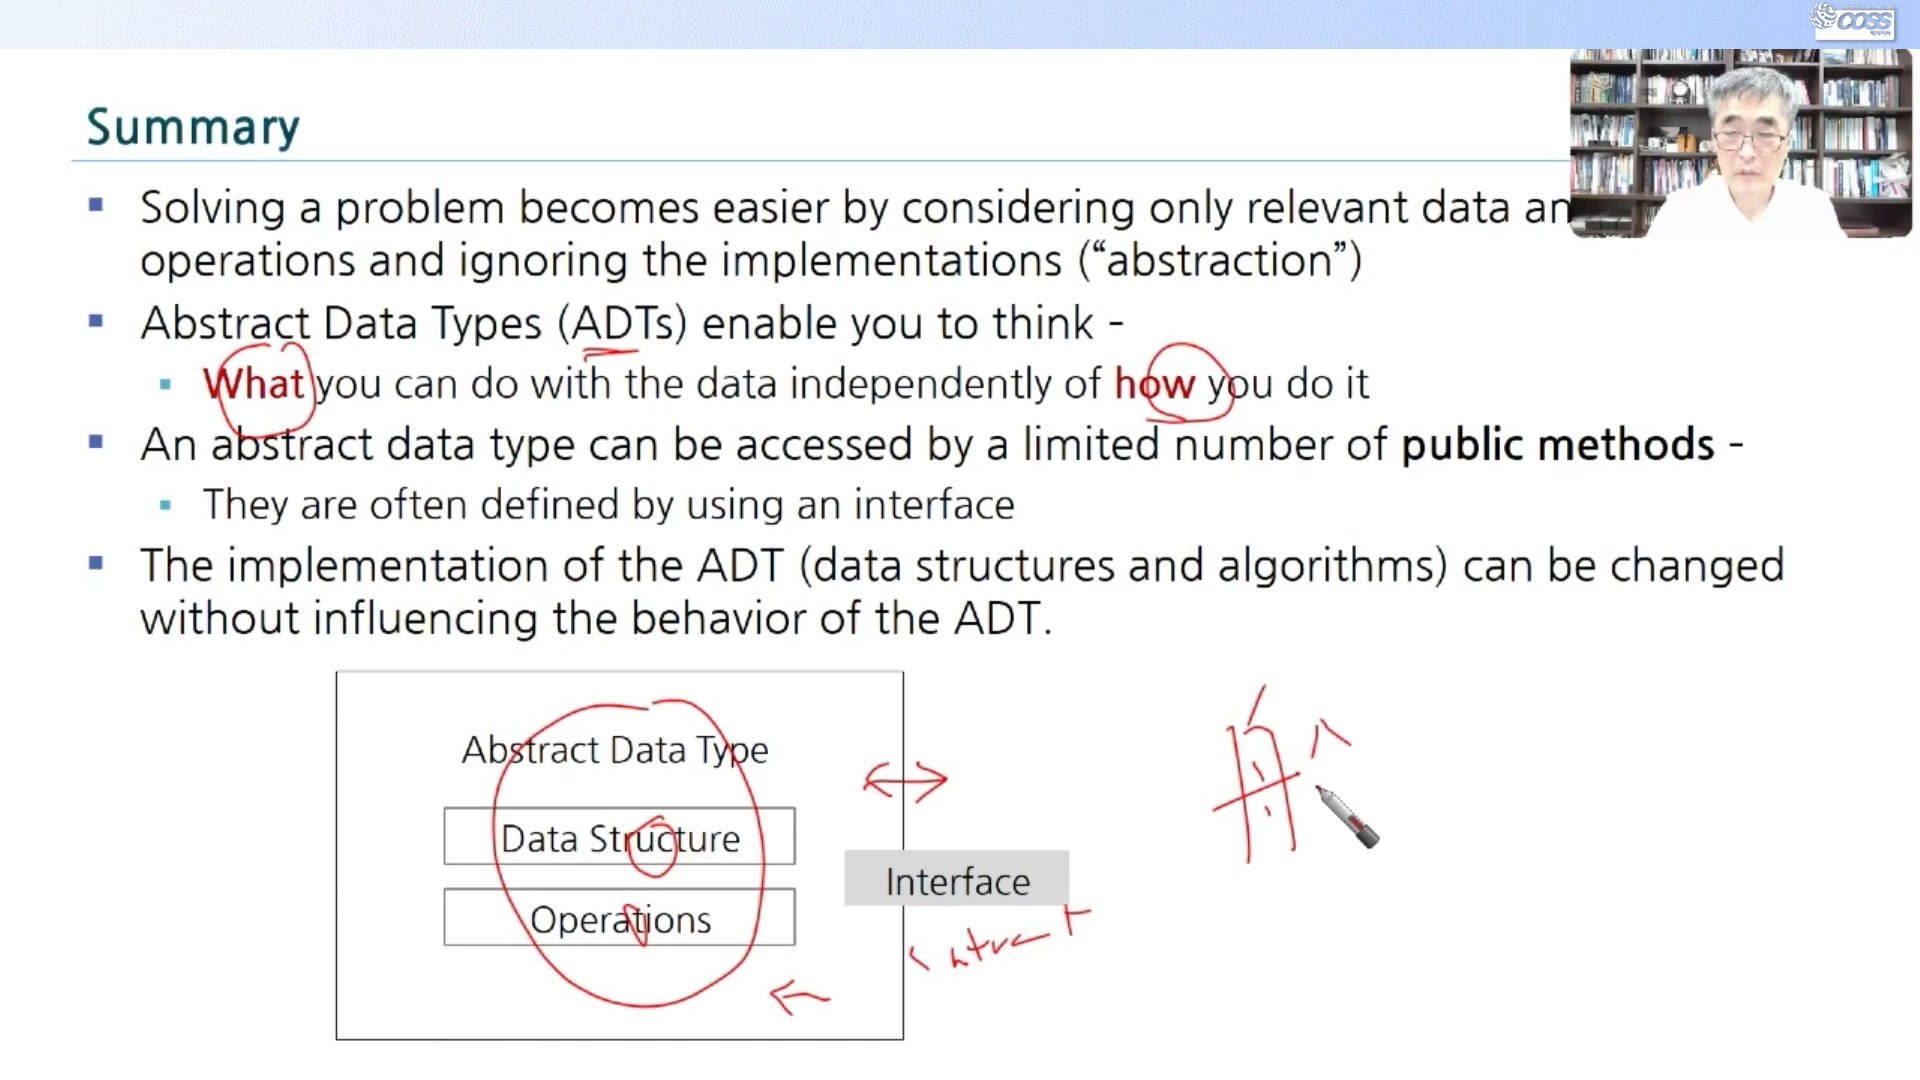 COSS
Summary
Solving a problem becomes easier by considering only relevant data an
operations and ignoring the implementations (“abstraction”)
Abstract Data Types (ADTs) enable you to think -
What you can do with the data independently of how you do it
An abstract data type can be accessed by a limited number of public methods -
They are often defined by using an interface
The implementation of the ADT (data structures and algorithms) can be changed
without influencing the behavior of the ADT.
Abstract Data Type
Data Structure
Operations
Interface